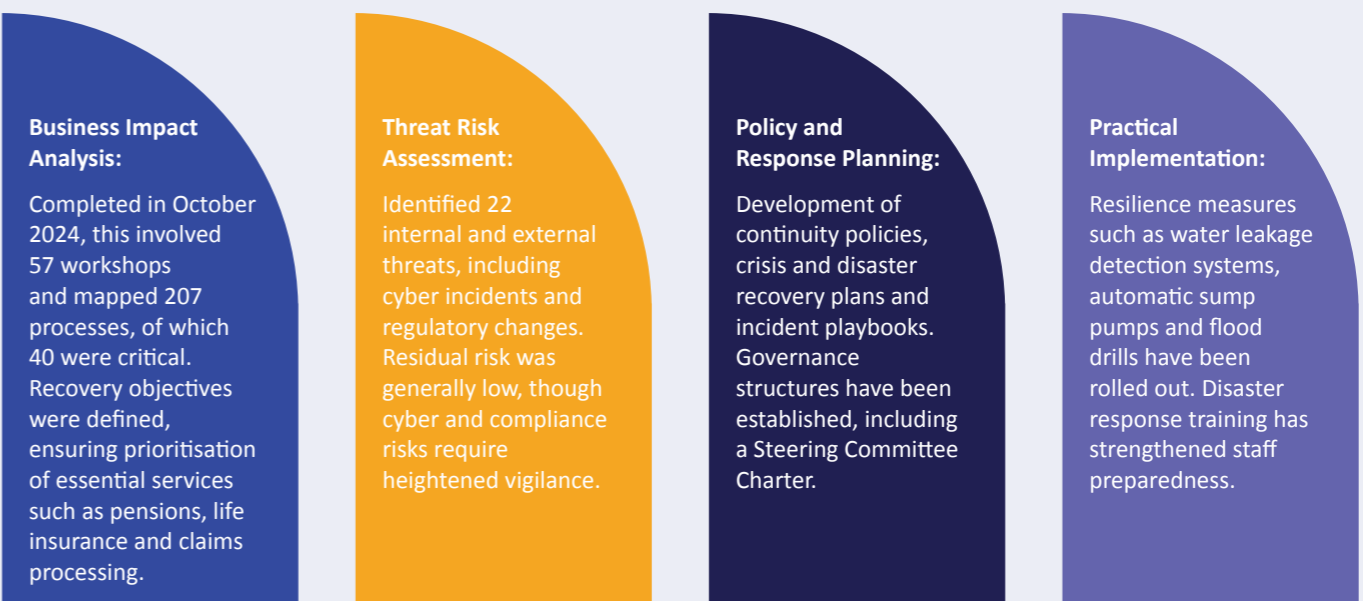 Business Impact
Analysis:
Completed in October
2024, this involved
57 workshops
and mapped 207
processes, of which
40 were critical.
Recovery objectives
were defined,
ensuring prioritisation
of essential services
such as pensions, life
insurance and claims
processing.
Threat Risk
Assessment:
Identified 22
internal and external
threats, including
cyber incidents and
regulatory changes.
Residual risk was
generally low, though
cyber and compliance
risks require
heightened vigilance.
Policy and
Response Planning:
Development of
continuity policies,
crisis and disaster
recovery plans and
incident playbooks.
Governance
structures have been
established, including
a Steering Committee
Charter.
Practical
Implementation:
Resilience measures
such as water leakage
detection systems,
automatic sump
pumps and flood
drills have been
rolled out. Disaster
response training has
strengthened staff
preparedness.